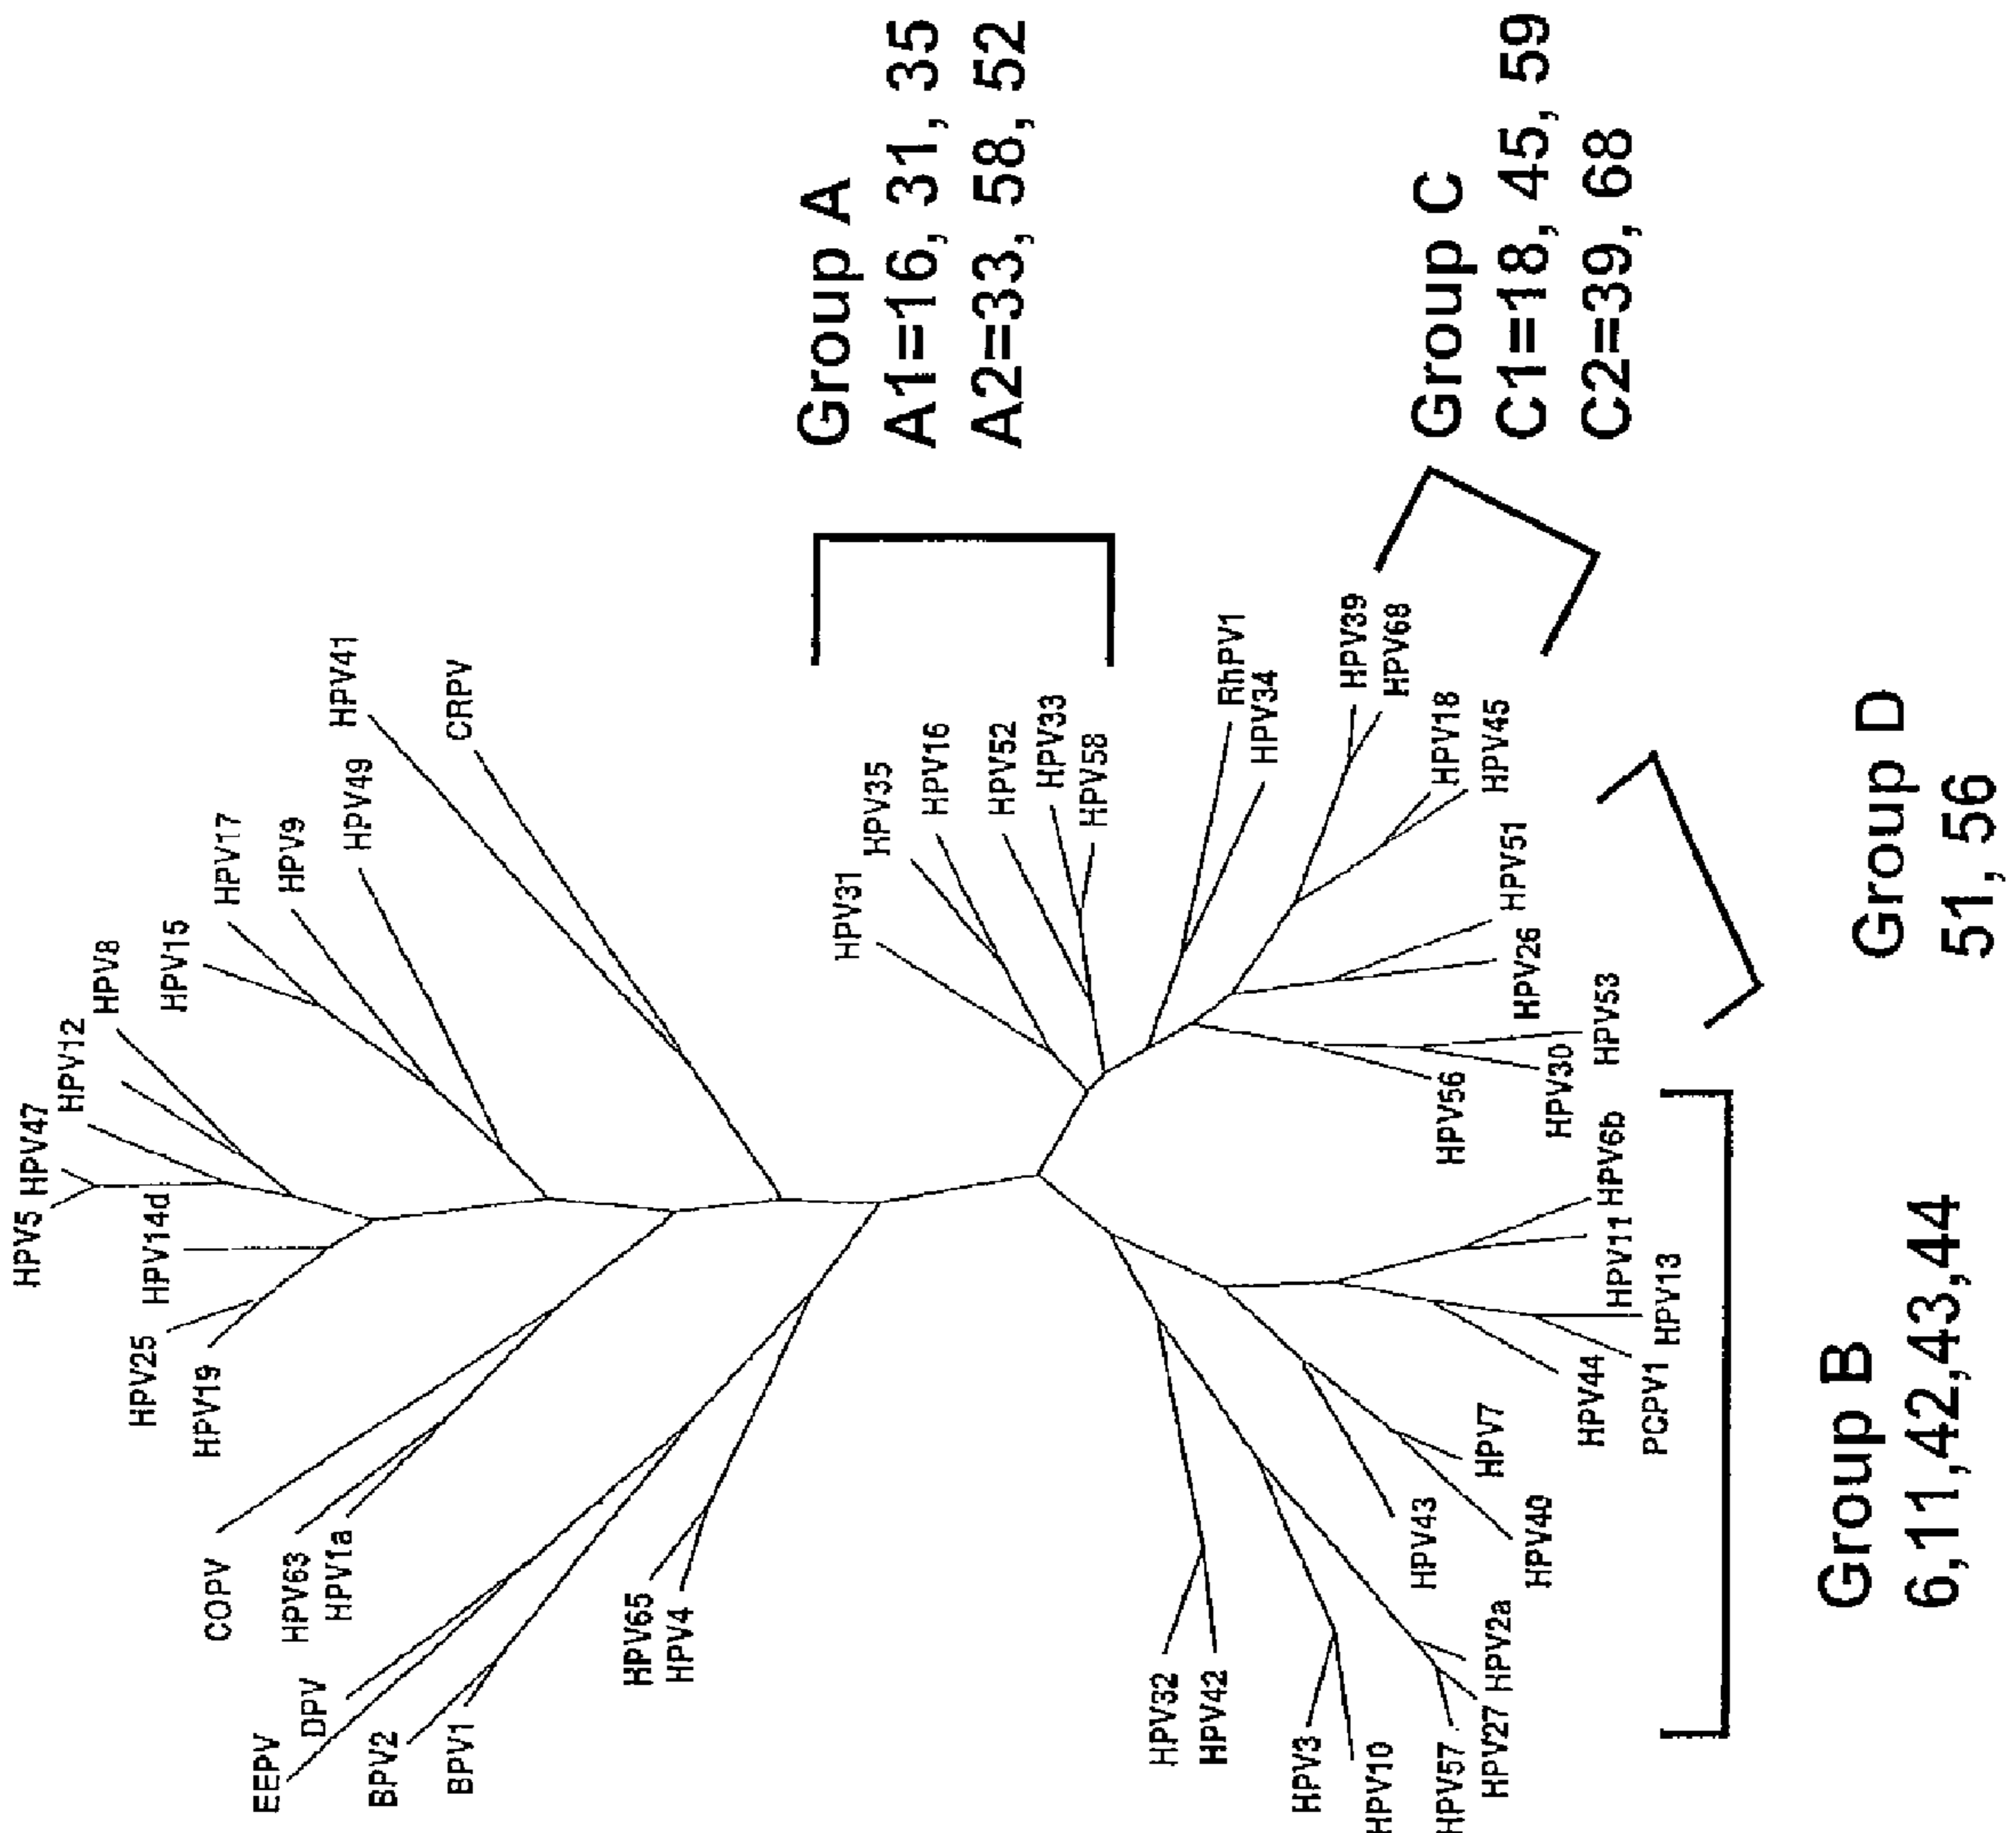 HPV5
HPV47
HPV12
HPV8
HPV15
HPV17
HPV9
HPV49
HPV41
CRPV
HPV14d
HPV25
HPV19
COPV
HPV63
HPV1a
EEPV
DPV
BPV2
BPV1
HPV65
HPV4
HPV31
HPV35
HPV16
HPV52
HPV33
HPV58
RhPV1
HPV34
HPV39
HPV68
HPV18
HPV45
HPV51
HPV26
HPV53
HPV30
HPV56
HPV6b
HPV11
HPV13
PCPV1
HPV44
HPV7
HPV40
HPV43
HPV32
HPV42
HPV3
HPV10
HPV57
HPV27
HPV2a
Group A
A1=16, 31, 35
A2=33, 58, 52
Group C
C1=18, 45, 59
C2=39, 68
Group D
51, 56
Group B
6,11,42,43,44